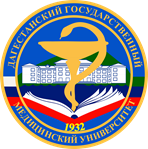 ДАГЕСТАНСКИЙ ГОСУДАРСТВЕННЫЙ
МЕДИЦИНСКИЙ УНИВЕРСИТЕТ
1932